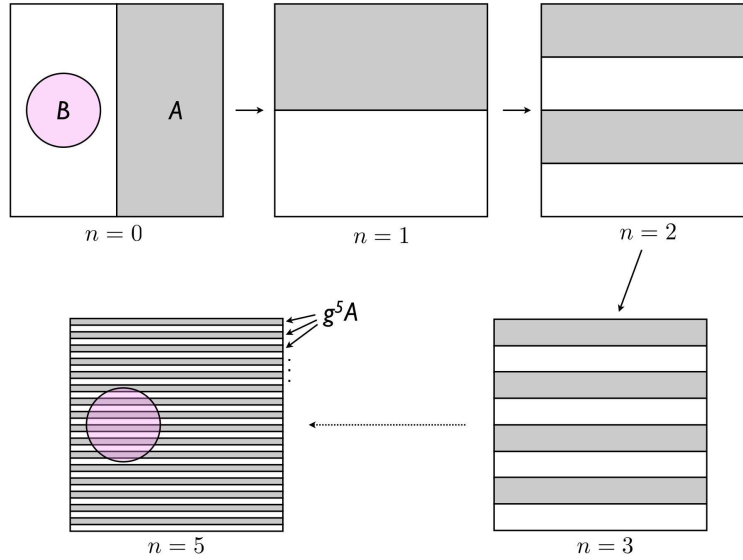 B A
n = 0
n = 1
n = 2
g⁵A
n = 5
n = 3